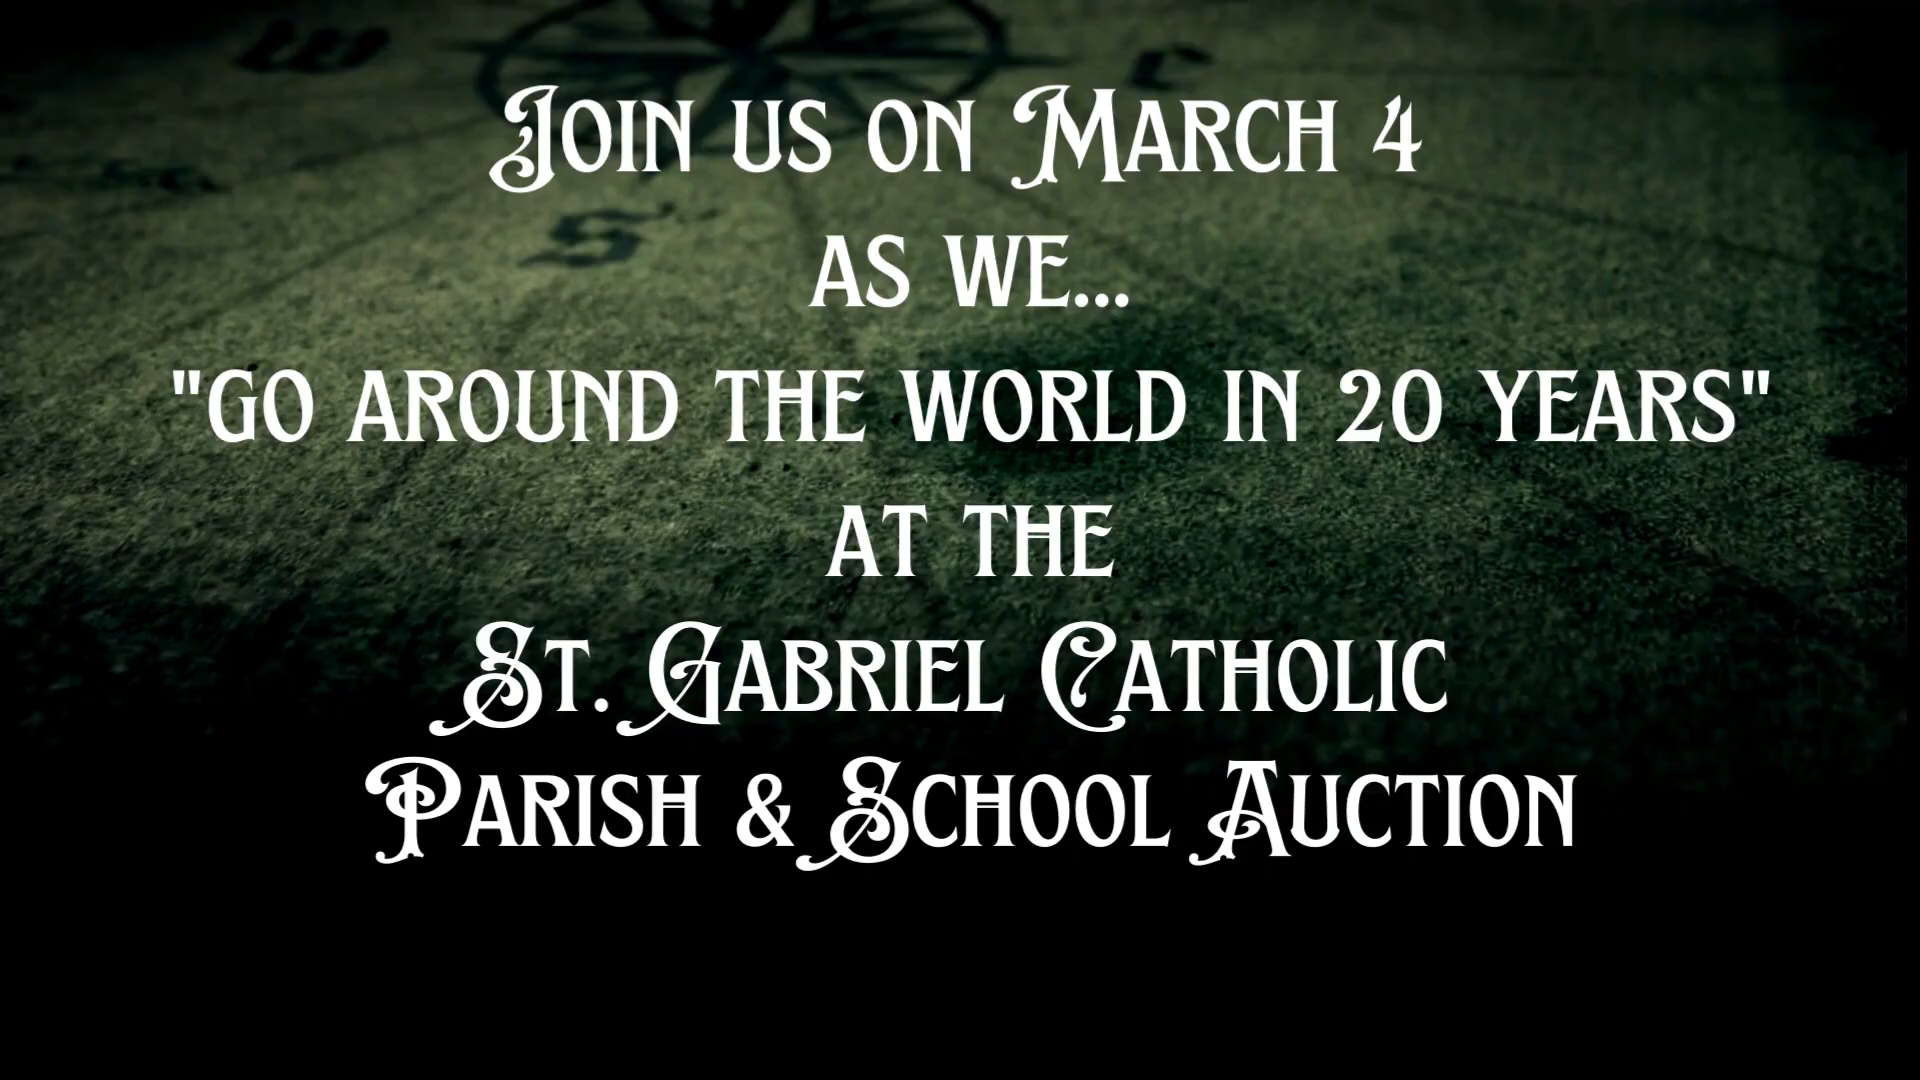 Join us on March 4
as we...
"go around the world in 20 years"
at the
St. Gabriel Catholic
Parish & School Auction
W
S